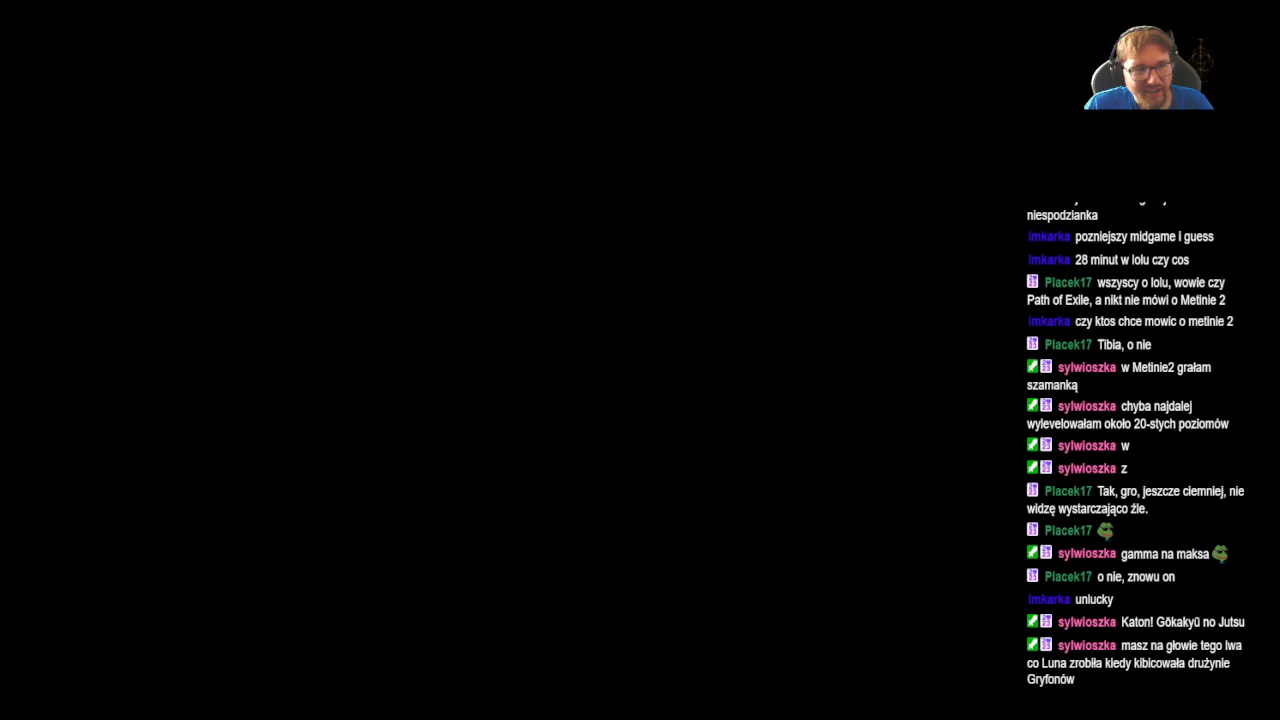 niespodzianka
imkarka pozniejszy midgame i guess
imkarka 28 minut w lolu czy cos
Placek17 wszyscy o lolu, wowie czy
Path of Exile, a nikt nie mówi o Metinie 2
imkarka czy ktos chce mowic o metinie 2
Placek17 Tibia, o nie
sylwioszka w Metinie2 grałam
szamanką
sylwioszka chyba najdalej
wylevelowałam około 20-stych poziomów
sylwioszka w
sylwioszka z
Placek17 Tak, gro, jeszcze ciemniej, nie
widzę wystarczająco źle.
Placek17
sylwioszka gamma na maksa
Placek17 o nie, znowu on
imkarka unlucky
sylwioszka Katon! Gōkakyū no Jutsu
sylwioszka masz na głowie tego lwa
co Luna zrobiła kiedy kibicowała drużynie
Gryfonów